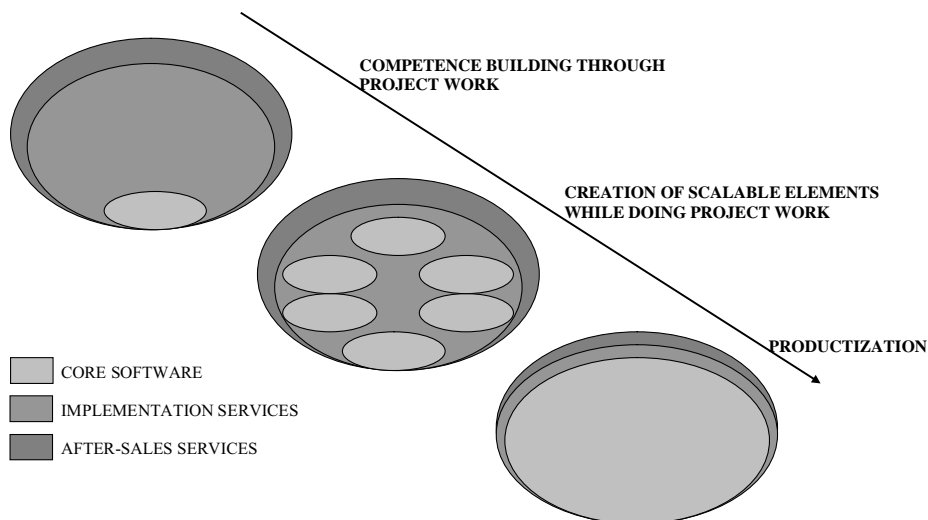 COMPETENCE BUILDING THROUGH
PROJECT WORK
CREATION OF SCALABLE ELEMENTS
WHILE DOING PROJECT WORK
PRODUCTIZATION
CORE SOFTWARE
IMPLEMENTATION SERVICES
AFTER-SALES SERVICES